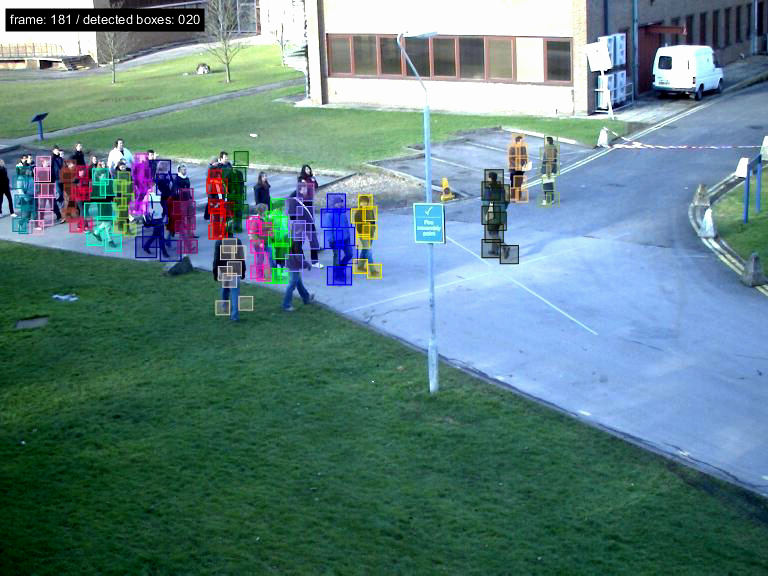 frame: 181 / detected boxes: 020
Fire
assembly
point